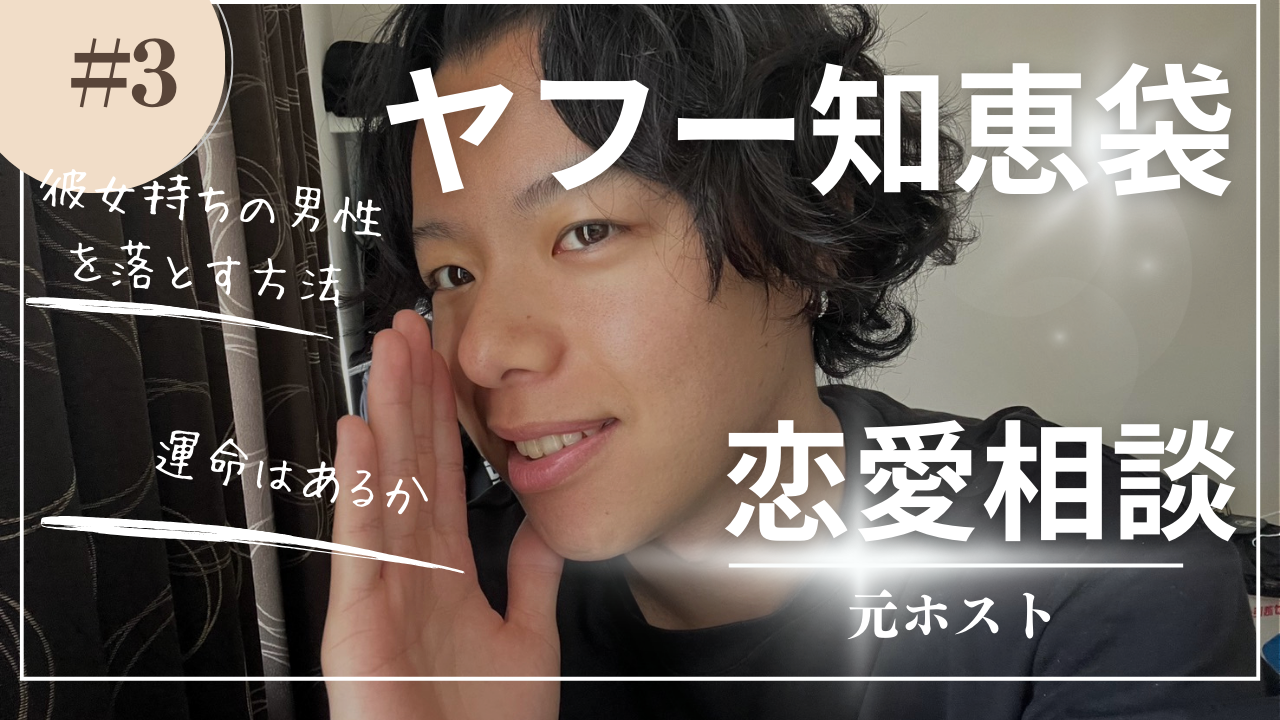 #3
ヤフー知恵袋
彼女持ちの男性
を落とす方法
運命はあるか
恋愛相談
元ホスト